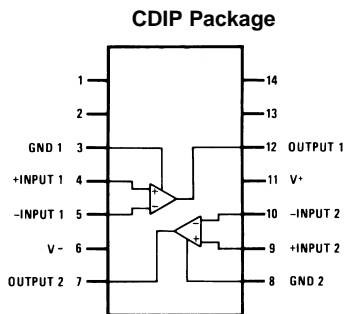 CDIP Package
1 14
2 13
GND 1 3 12 OUTPUT 1
+INPUT 1 4 + 11 V+
-INPUT 1 5 - - 10 -INPUT 2
V- 6 + 9 +INPUT 2
OUTPUT 2 7 8 GND 2